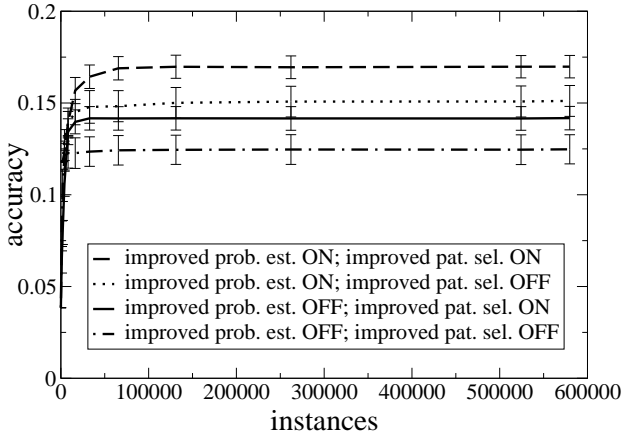 0.2
0.15
0.1
0.05
0
accuracy
improved prob. est. ON; improved pat. sel. ON
improved prob. est. ON; improved pat. sel. OFF
improved prob. est. OFF; improved pat. sel. ON
improved prob. est. OFF; improved pat. sel. OFF
0 100000 200000 300000 400000 500000 600000
instances